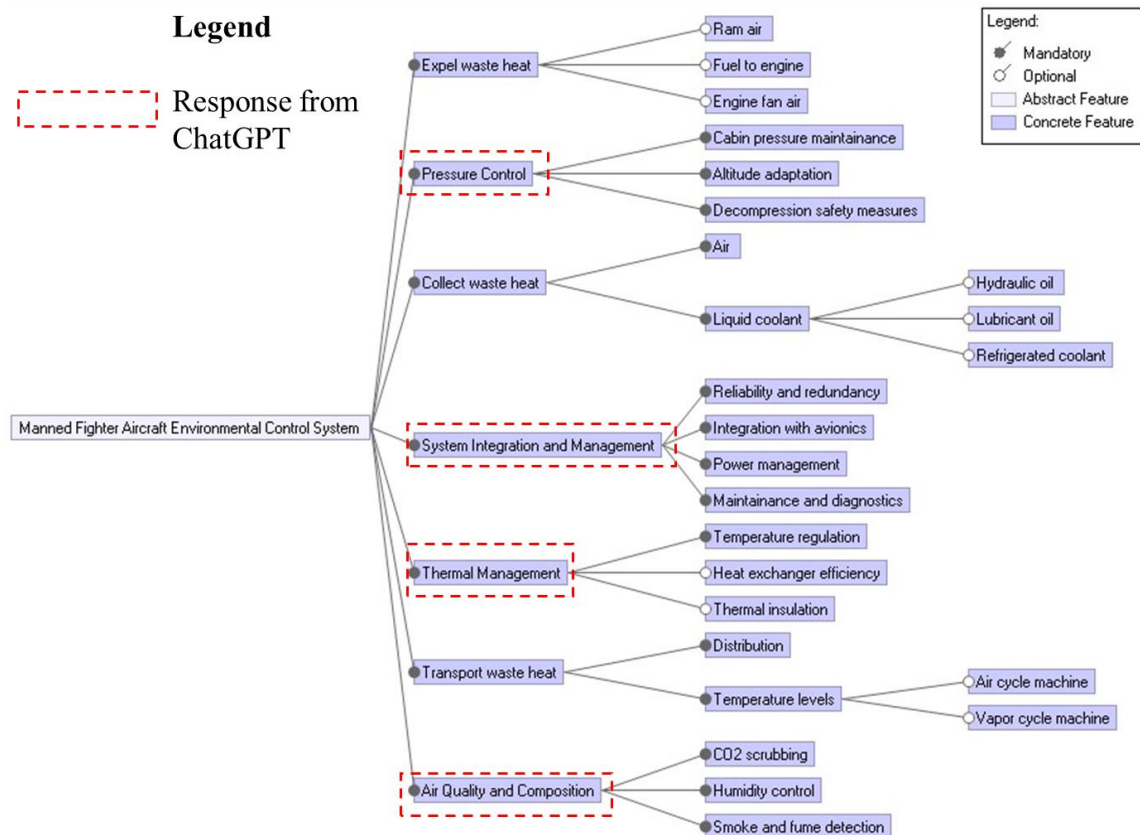 Legend
Response from
ChatGPT
Legend:
Mandatory
Optional
Abstract Feature
Concrete Feature
Manned Fighter Aircraft Environmental Control System
Expel waste heat
Ram air
Fuel to engine
Engine fan air
Pressure Control
Cabin pressure maintainance
Altitude adaptation
Decompression safety measures
Collect waste heat
Air
Liquid coolant
Hydraulic oil
Lubricant oil
Refrigerated coolant
System Integration and Management
Reliability and redundancy
Integration with avionics
Power management
Maintainance and diagnostics
Thermal Management
Temperature regulation
Heat exchanger efficiency
Thermal insulation
Transport waste heat
Distribution
Temperature levels
Air cycle machine
Vapor cycle machine
Air Quality and Composition
CO2 scrubbing
Humidity control
Smoke and fume detection